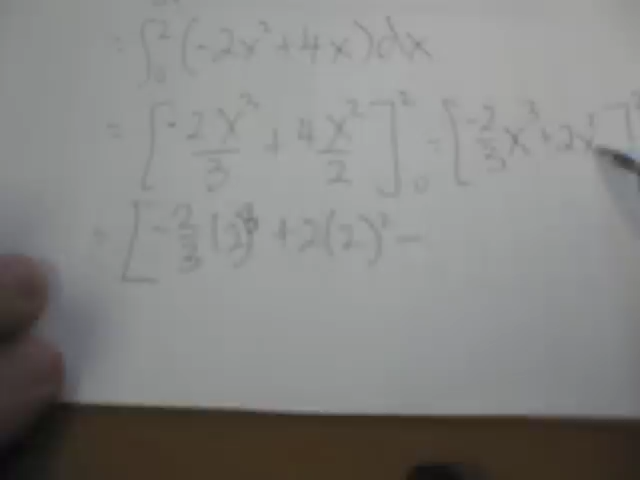 = ∫₀² (-2x² + 4x) dx
= [ -2x³/3 + 4x²/2 ]₀² = [ -2/3 x³ + 2x² ]²
= [ -2/3 (2)³ + 2(2)² -